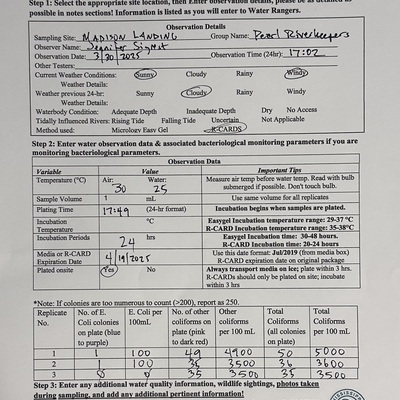 Step 1: Select the appropriate site location, then Enter observation details, please be as detailed as
possible in notes sections! Information is listed as you will enter to Water Rangers.
Observation Details
Sampling Site: MADISON LANDING Group Name: Pearl Riverkeepers
Observer Name: Jennifer Signet
Observation Date: 3/30/2025 Observation Time (24hr): 17:02
Other Testers:
Current Weather Conditions: Sunny Cloudy Rainy Windy
Weather Details:
Weather previous 24-hr: Sunny Cloudy Rainy Windy
Weather Details:
Waterbody Condition: Adequate Depth Inadequate Depth Dry No Access
Tidally Influenced Rivers: Rising Tide Falling Tide Uncertain Not Applicable
Method used: Micrology Easy Gel R-CARDS
Step 2: Enter water observation data & associated bacteriological monitoring parameters if you are
monitoring bacteriological parameters.
Observation Data
Variable Value Important Tips
Temperature (°C) Air: 30 Water: 25 Measure air temp before water temp. Read with bulb
submerged if possible. Don't touch bulb.
Sample Volume 1 mL Use same volume for all replicates
Plating Time 17:49 (24-hr format) Incubation begins when samples are plated.
Incubation Temperature °C Easygel Incubation temperature range: 29-37 °C
R-CARD Incubation temperature range: 35-38°C
Incubation Periods 24 hrs Easygel Incubation time: 30-48 hours.
R-CARD Incubation time: 20-24 hours
Media or R-CARD Expiration Date 4/19/2025 Use this date format: Jul/2019 (from media box)
R-CARD expiration date on original package
Plated onsite Yes No Always transport media on ice; plate within 3 hrs.
R-CARDs should only be plated on site; incubate
within 3 hrs
*Note: If colonies are too numerous to count (>200), report as 250.
Replicate No. No. of E. Coli colonies on plate (blue to purple) E. Coli per 100mL No. of other coliforms on plate (pink to dark red) Other coliforms per 100 mL Total Coliforms (all colonies on plate) Total Coliforms per 100 mL
1 1 100 49 4900 50 5000
2 1 100 35 3500 36 3600
3 0 0 35 3500 35 3500
Step 3: Enter any additional water quality information, wildlife sightings, photos taken
during sampling, and add any additional pertinent information!